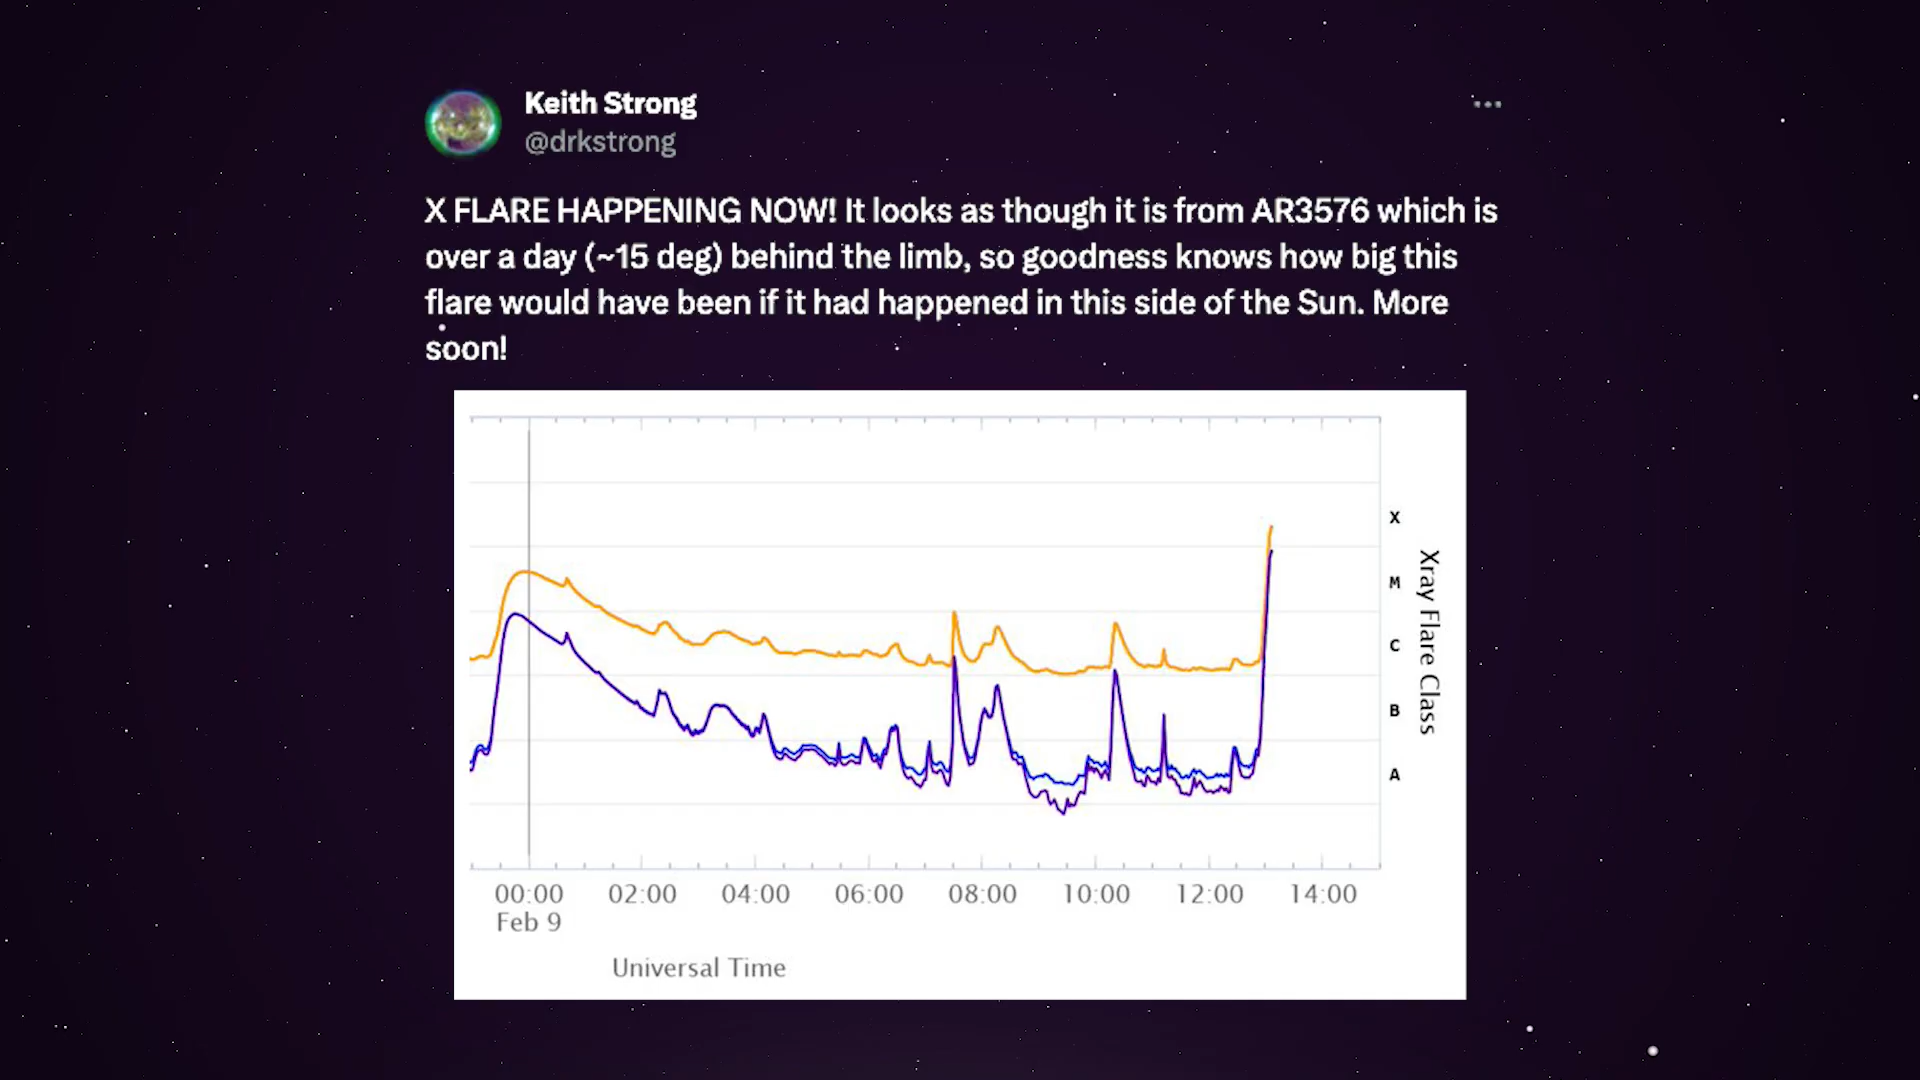 Keith Strong
@drkstrong
X FLARE HAPPENING NOW! It looks as though it is from AR3576 which is
over a day (~15 deg) behind the limb, so goodness knows how big this
flare would have been if it had happened in this side of the Sun. More
soon!
X
M
C
B
A
Xray Flare Class
00:00 02:00 04:00 06:00 08:00 10:00 12:00 14:00
Feb 9
Universal Time